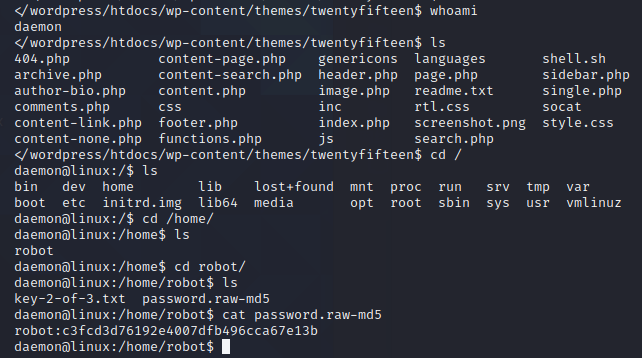 </wordpress/htdocs/wp-content/themes/twentyfifteen$ whoami
daemon
</wordpress/htdocs/wp-content/themes/twentyfifteen$ ls
404.php content-page.php genericons languages shell.sh
archive.php content-search.php header.php page.php sidebar.php
author-bio.php content.php image.php readme.txt single.php
comments.php css inc rtl.css socat
content-link.php footer.php index.php screenshot.png style.css
content-none.php functions.php js search.php
</wordpress/htdocs/wp-content/themes/twentyfifteen$ cd /
daemon@linux:/$ ls
bin dev home lib lost+found mnt proc run srv tmp var
boot etc initrd.img lib64 media opt root sbin sys usr vmlinuz
daemon@linux:/$ cd /home/
daemon@linux:/home$ ls
robot
daemon@linux:/home$ cd robot/
daemon@linux:/home/robot$ ls
key-2-of-3.txt password.raw-md5
daemon@linux:/home/robot$ cat password.raw-md5
robot:c3fcd3d76192e4007dfb496cca67e13b
daemon@linux:/home/robot$